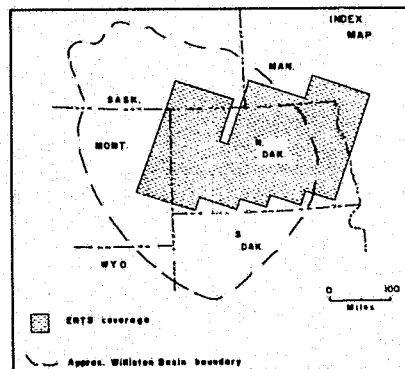 INDEX
MAP
MAN.
SASK.
MONT.
N.
DAK.
S.
DAK.
WYO.
0 100
Miles
ERTS coverage
Approx. Williston Basin boundary